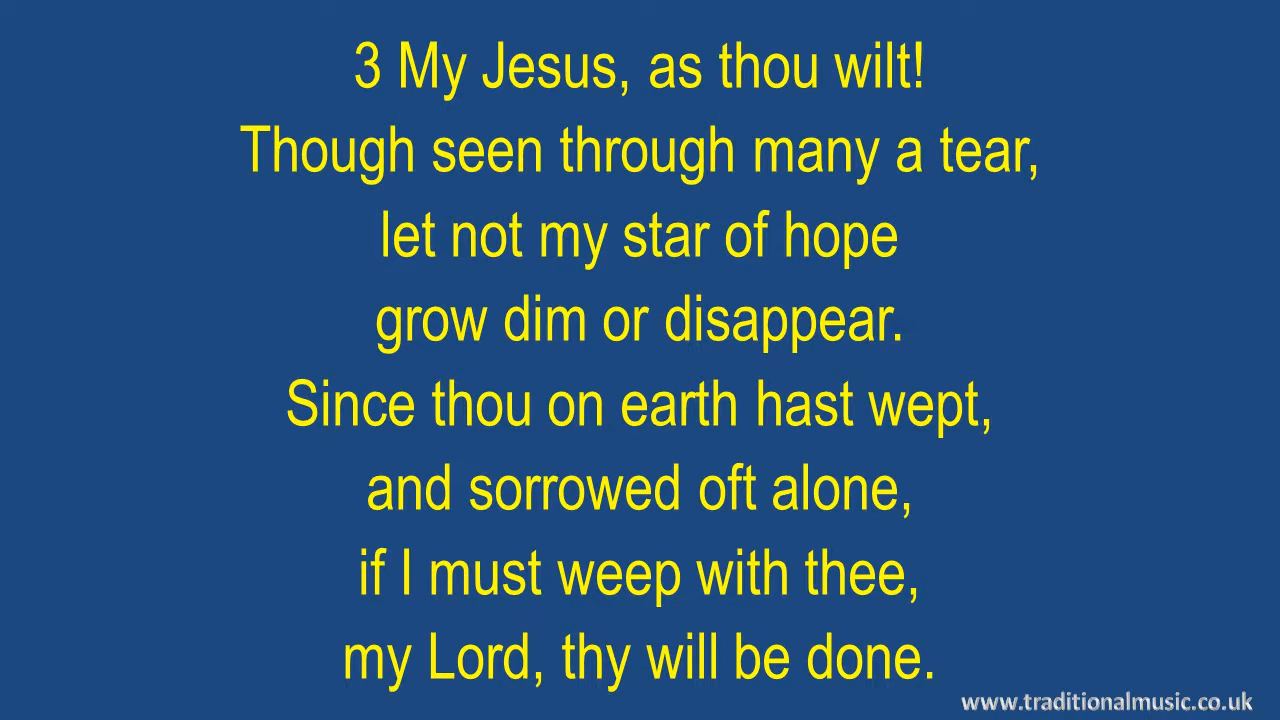 3 My Jesus, as thou wilt!
Though seen through many a tear,
let not my star of hope
grow dim or disappear.
Since thou on earth hast wept,
and sorrowed oft alone,
if I must weep with thee,
my Lord, thy will be done.
www.traditionalmusic.co.uk